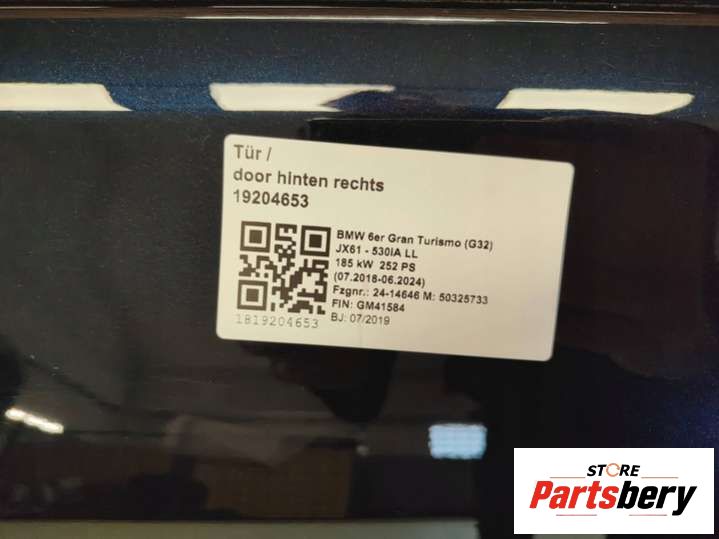 Tür /
door hinten rechts
19204653
BMW 6er Gran Turismo (G32)
JX61 - 530iA LL
185 kW 252 PS
(07.2018-06.2024)
Fzgnr.: 24-14646 M: 50325733
FIN: GM41584
BJ: 07/2019
1819204653
STORE
Partsbery